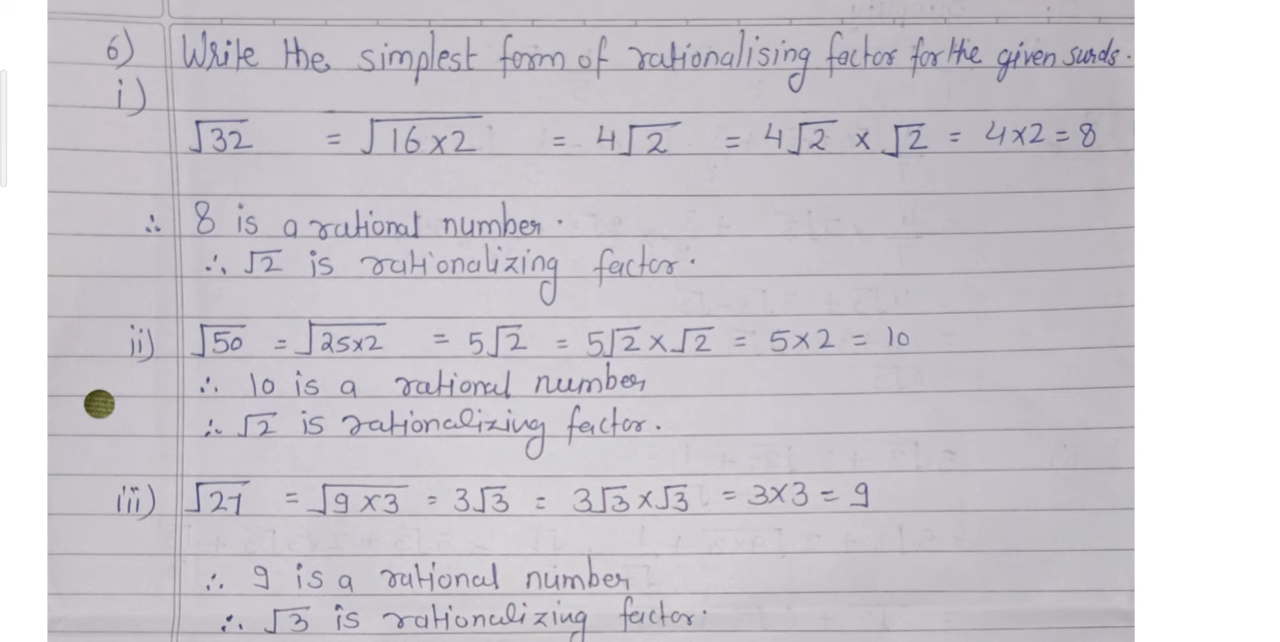 6) Write the simplest form of rationalising factor for the given surds.
i)
√32 = √16×2 = 4√2 = 4√2 × √2 = 4×2 = 8
∴ 8 is a rational number.
∴ √2 is rationalizing factor.
ii) √50 = √25×2 = 5√2 = 5√2×√2 = 5×2 = 10
∴ 10 is a rational number
∴ √2 is rationalizing factor.
iii) √27 = √9×3 = 3√3 = 3√3×√3 = 3×3 = 9
∴ 9 is a rational number
∴ √3 is rationalizing factor.